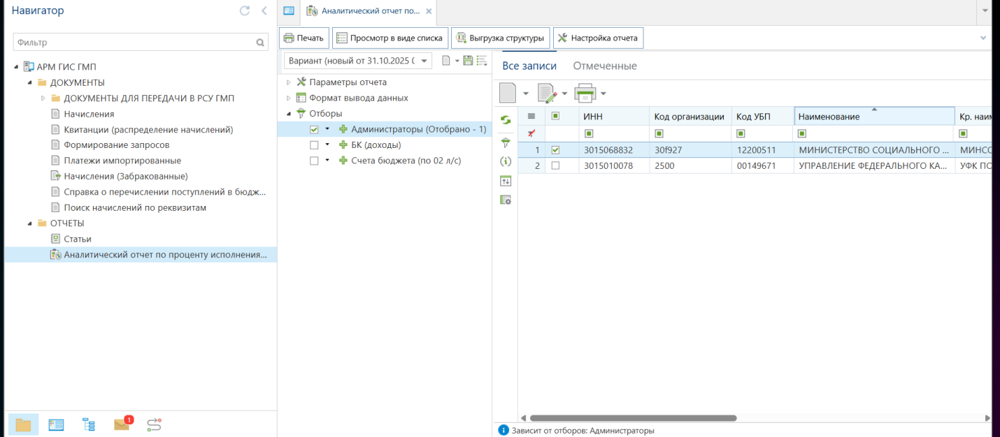 Навигатор
Фильтр
АРМ ГИС ГМП
ДОКУМЕНТЫ
ДОКУМЕНТЫ ДЛЯ ПЕРЕДАЧИ В РСУ ГМП
Начисления
Квитанции (распределение начислений)
Формирование запросов
Платежи импортированные
Начисления (Забракованные)
Справка о перечислении поступлений в бюдж...
Поиск начислений по реквизитам
ОТЧЕТЫ
Статьи
Аналитический отчет по проценту исполнения...
1
Аналитический отчет по...
Печать
Просмотр в виде списка
Выгрузка структуры
Настройка отчета
Вариант (новый от 31.10.2025
Параметры отчета
Формат вывода данных
Отборы
Администраторы (Отобрано - 1)
БК (доходы)
Счета бюджета (по 02 л/с)
Все записи Отмеченные
ИНН Код организации Код УБП Наименование Кр. наим
1 3015068832 30f927 12200511 МИНИСТЕРСТВО СОЦИАЛЬНОГО ... МИНСО
2 3015010078 2500 00149671 УПРАВЛЕНИЕ ФЕДЕРАЛЬНОГО КА... УФК ПО
Зависит от отборов: Администраторы